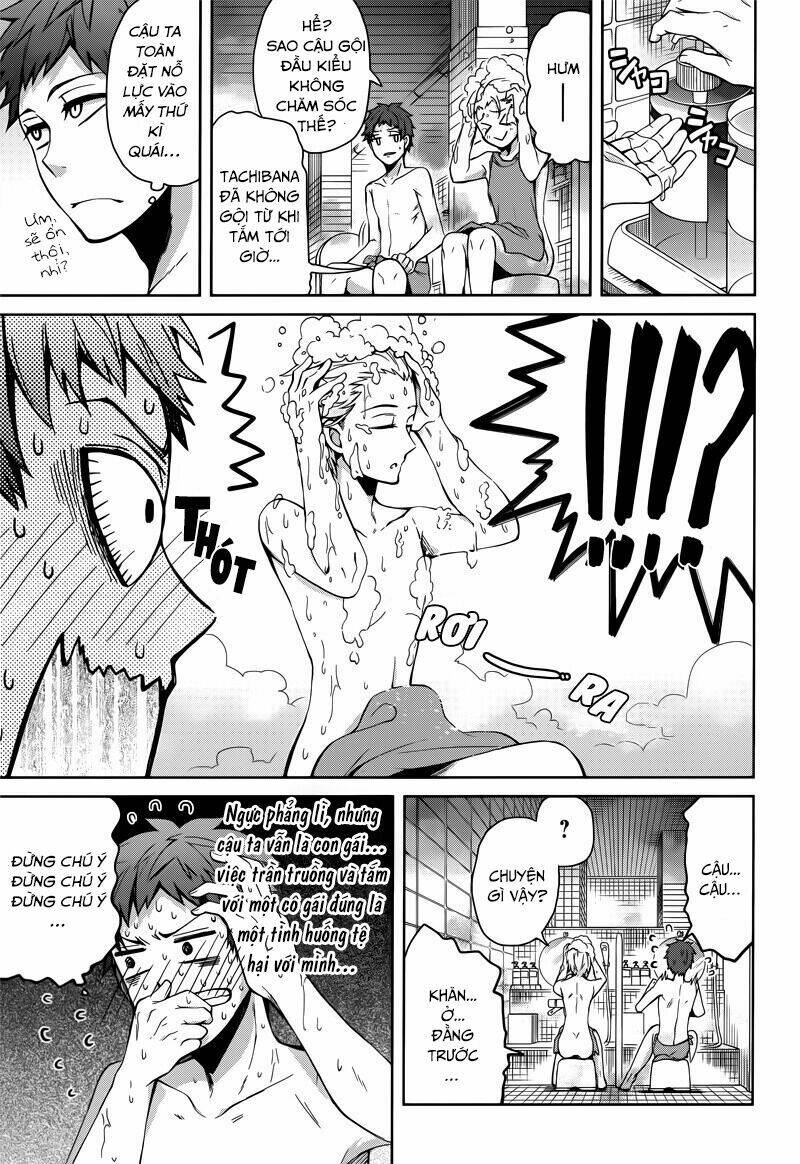 シャコ
シャコ
HƯM
—
HỂ?
SAO CẬU GỘI
ĐẦU KIỂU
KHÔNG
CHĂM SÓC
THẾ?
TACHIBANA
ĐÃ KHÔNG
GỘI TỪ KHI
TẮM TỚI
GIỜ...
CẬU TA
TOÀN
ĐẶT NỖ
LỰC VÀO
MẤY THỨ
KÌ
QUÁI...
Ừm,
sẽ ổn
thôi,
nhỉ?
!!!?
THÓT
RƠI
RA
CẬU...
CẬU...
?
CHUYỆN
GÌ VẬY?
KHĂN...
Ở...
ĐẰNG
TRƯỚC
...
Ngực phẳng lì, nhưng
cậu ta vẫn là con gái...
việc trần truồng và tắm
với một cô gái đúng là
một tình huống tệ
hại với mình...
ĐỪNG CHÚ Ý
ĐỪNG CHÚ Ý
ĐỪNG CHÚ Ý
...